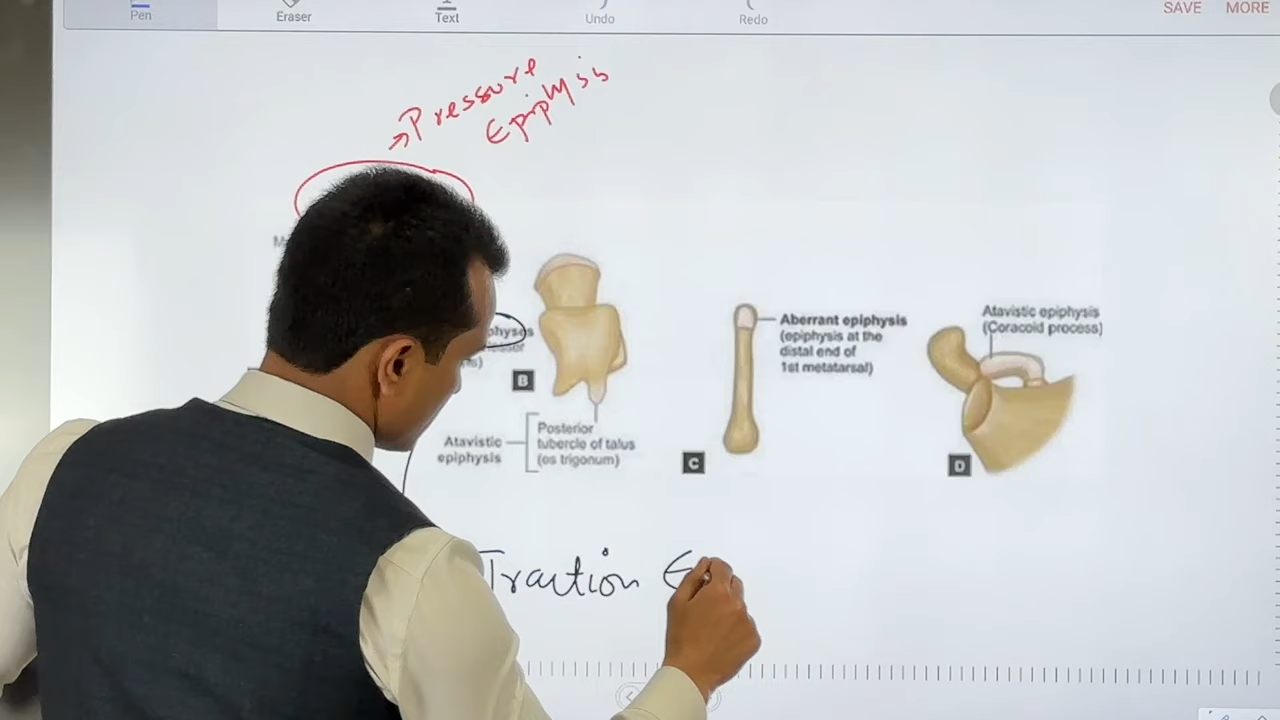 Pen Eraser Text Undo Redo SAVE MORE
Pressure
Epiphysis
B
Atavistic
epiphysis
Posterior
tubercle of talus
(os trigonum)
C
Aberrant epiphysis
(epiphysis at the
distal end of
1st metatarsal)
D
Atavistic epiphysis
(Coracoid process)
Traction E